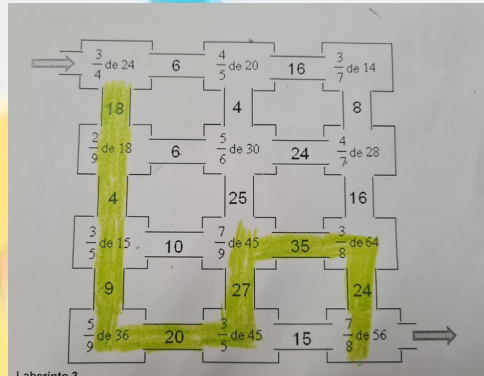 3/4 de 24 6 4/5 de 20 16 3/7 de 14
18 4 8
2/9 de 18 6 5/6 de 30 24 4/7 de 28
4 25 16
3/5 de 15 10 7/9 de 45 35 3/8 de 64
9 27 24
5/9 de 36 20 3/5 de 45 15 7/8 de 56
Laberinto 2